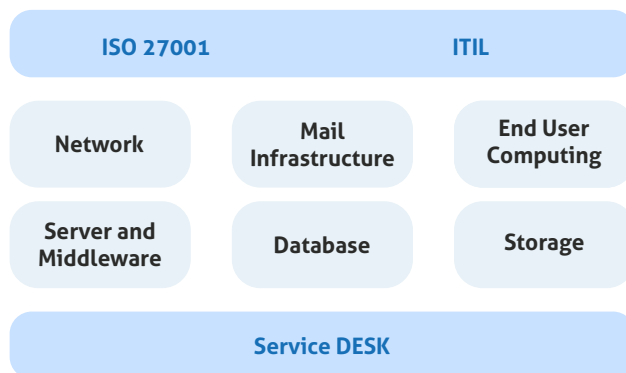 ISO 27001 ITIL
Network
Mail
Infrastructure
End User
Computing
Server and
Middleware
Database
Storage
Service DESK